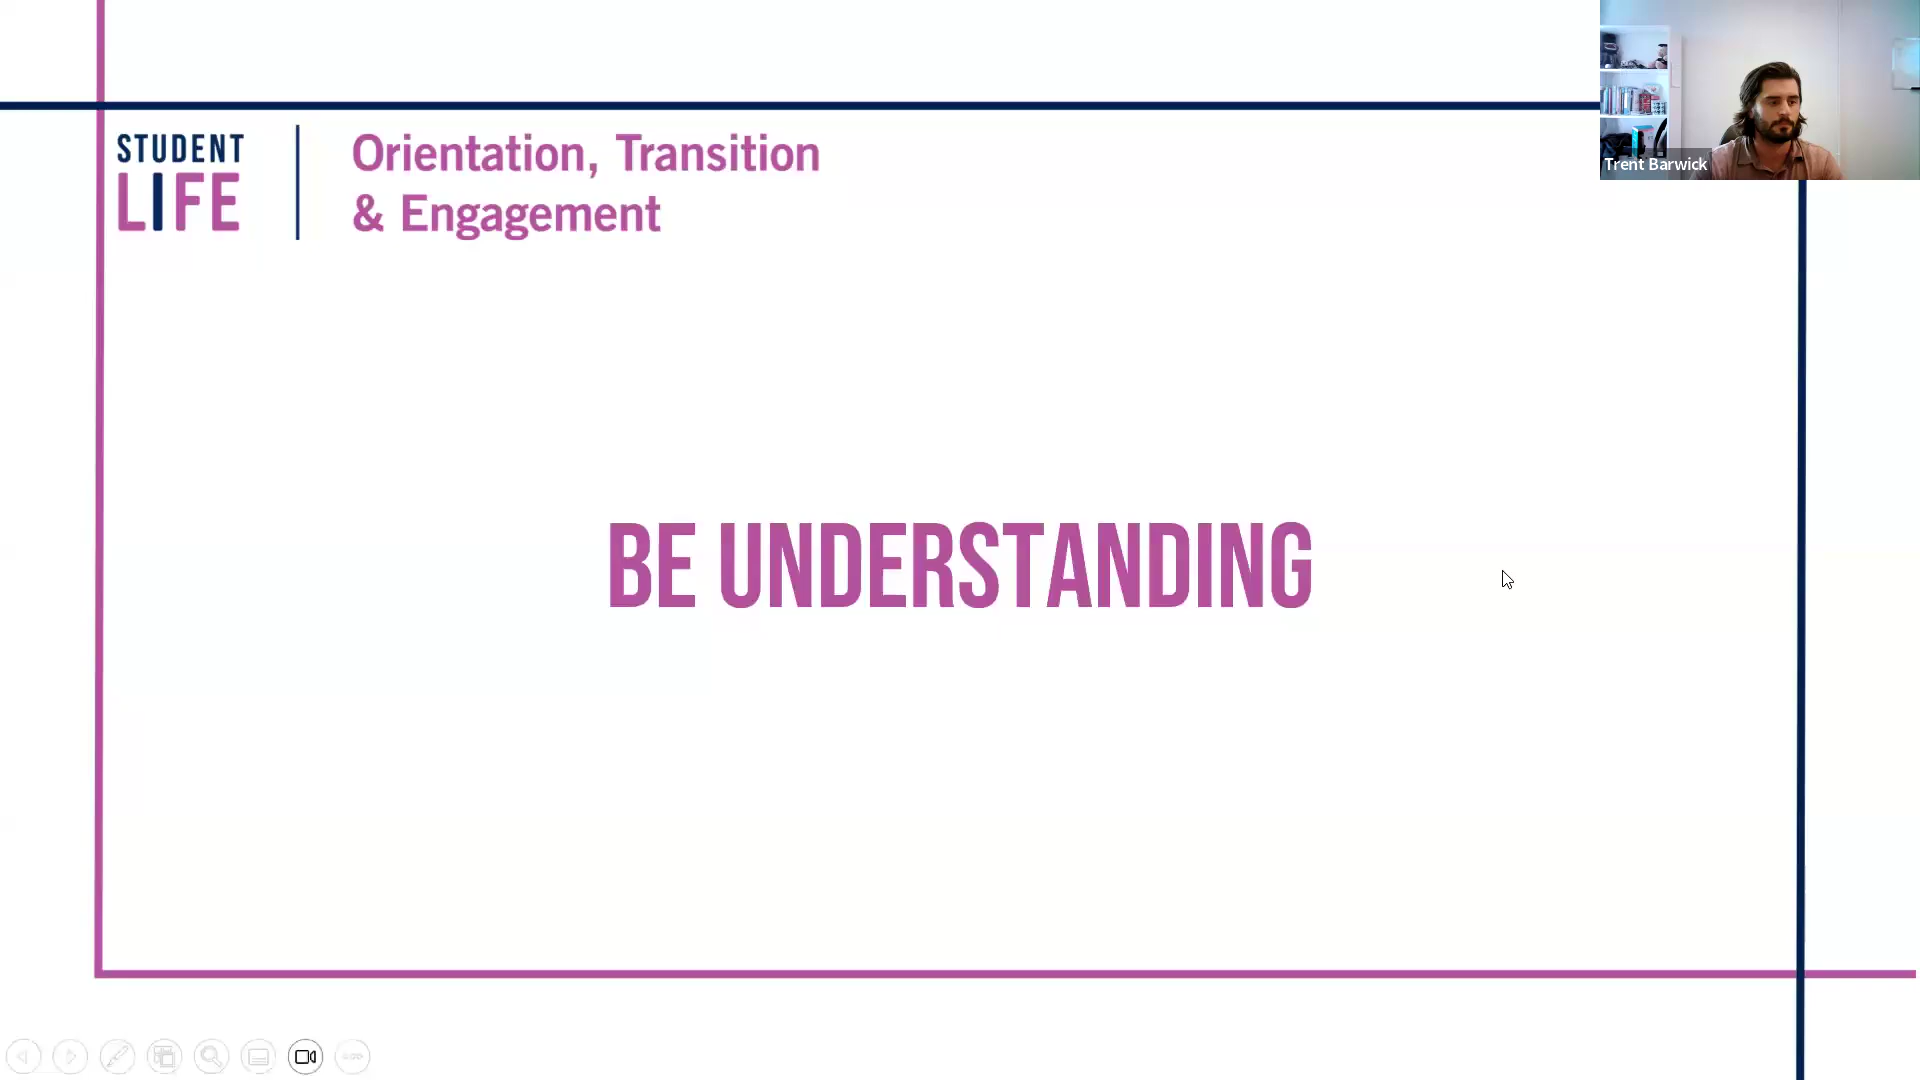 STUDENT
LIFE
Orientation, Transition
& Engagement
Trent Barwick
BE UNDERSTANDING